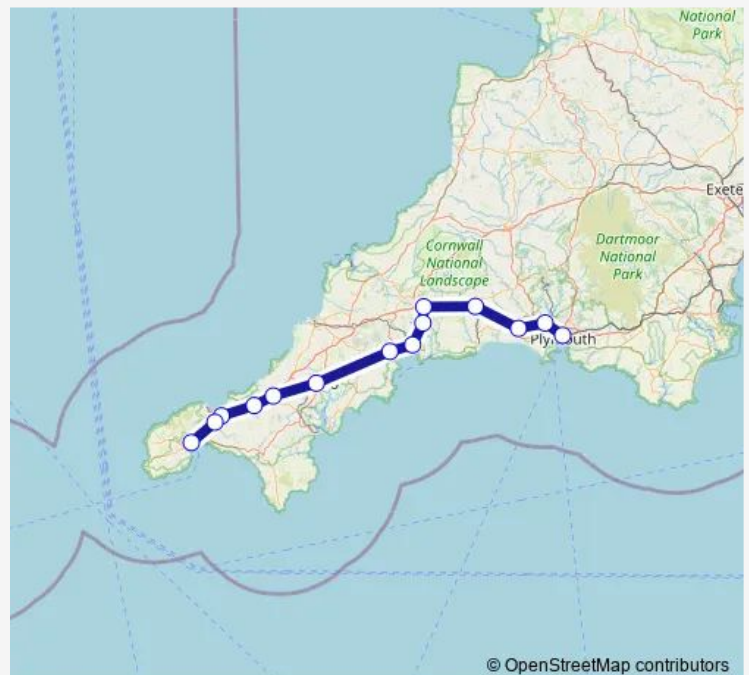 National
Park
Exete
Cornwall
National
Landscape
Dartmoor
National
Park
Plymouth
© OpenStreetMap contributors